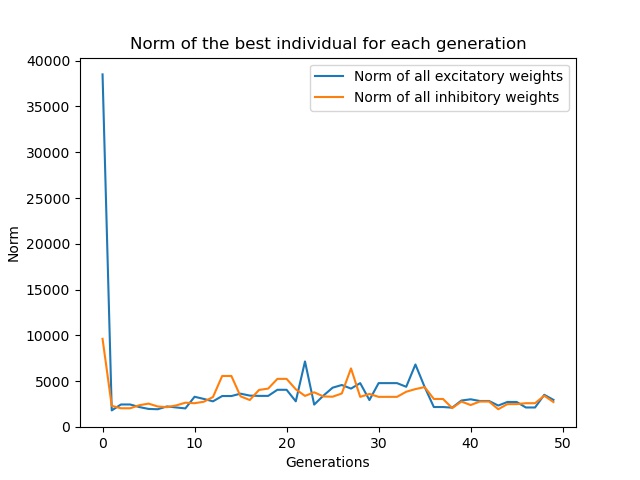 Norm of the best individual for each generation
Norm of all excitatory weights
Norm of all inhibitory weights
40000
35000
30000
25000
20000
15000
10000
5000
0
Norm
0 10 20 30 40 50
Generations